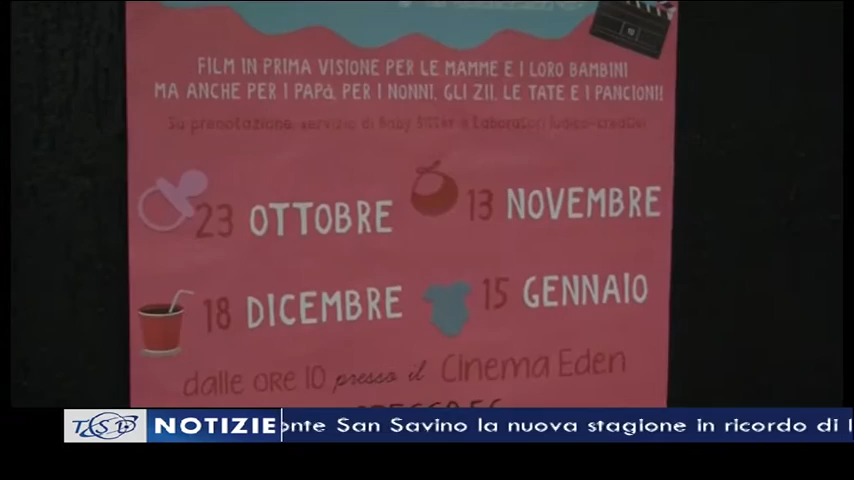 FILM IN PRIMA VISIONE PER LE MAMME E I LORO BAMBINI
MA ANCHE PER I PAPà, PER I NONNI, GLI ZII, LE TATE E I PANCIONI!
Su prenotazione servizio di Baby Sitter e Laboratori ludico-creativi
23 OTTOBRE 13 NOVEMBRE
18 DICEMBRE 15 GENNAIO
dalle ORE 10 presso il Cinema Eden
TSD NOTIZIE onte San Savino la nuova stagione in ricordo di